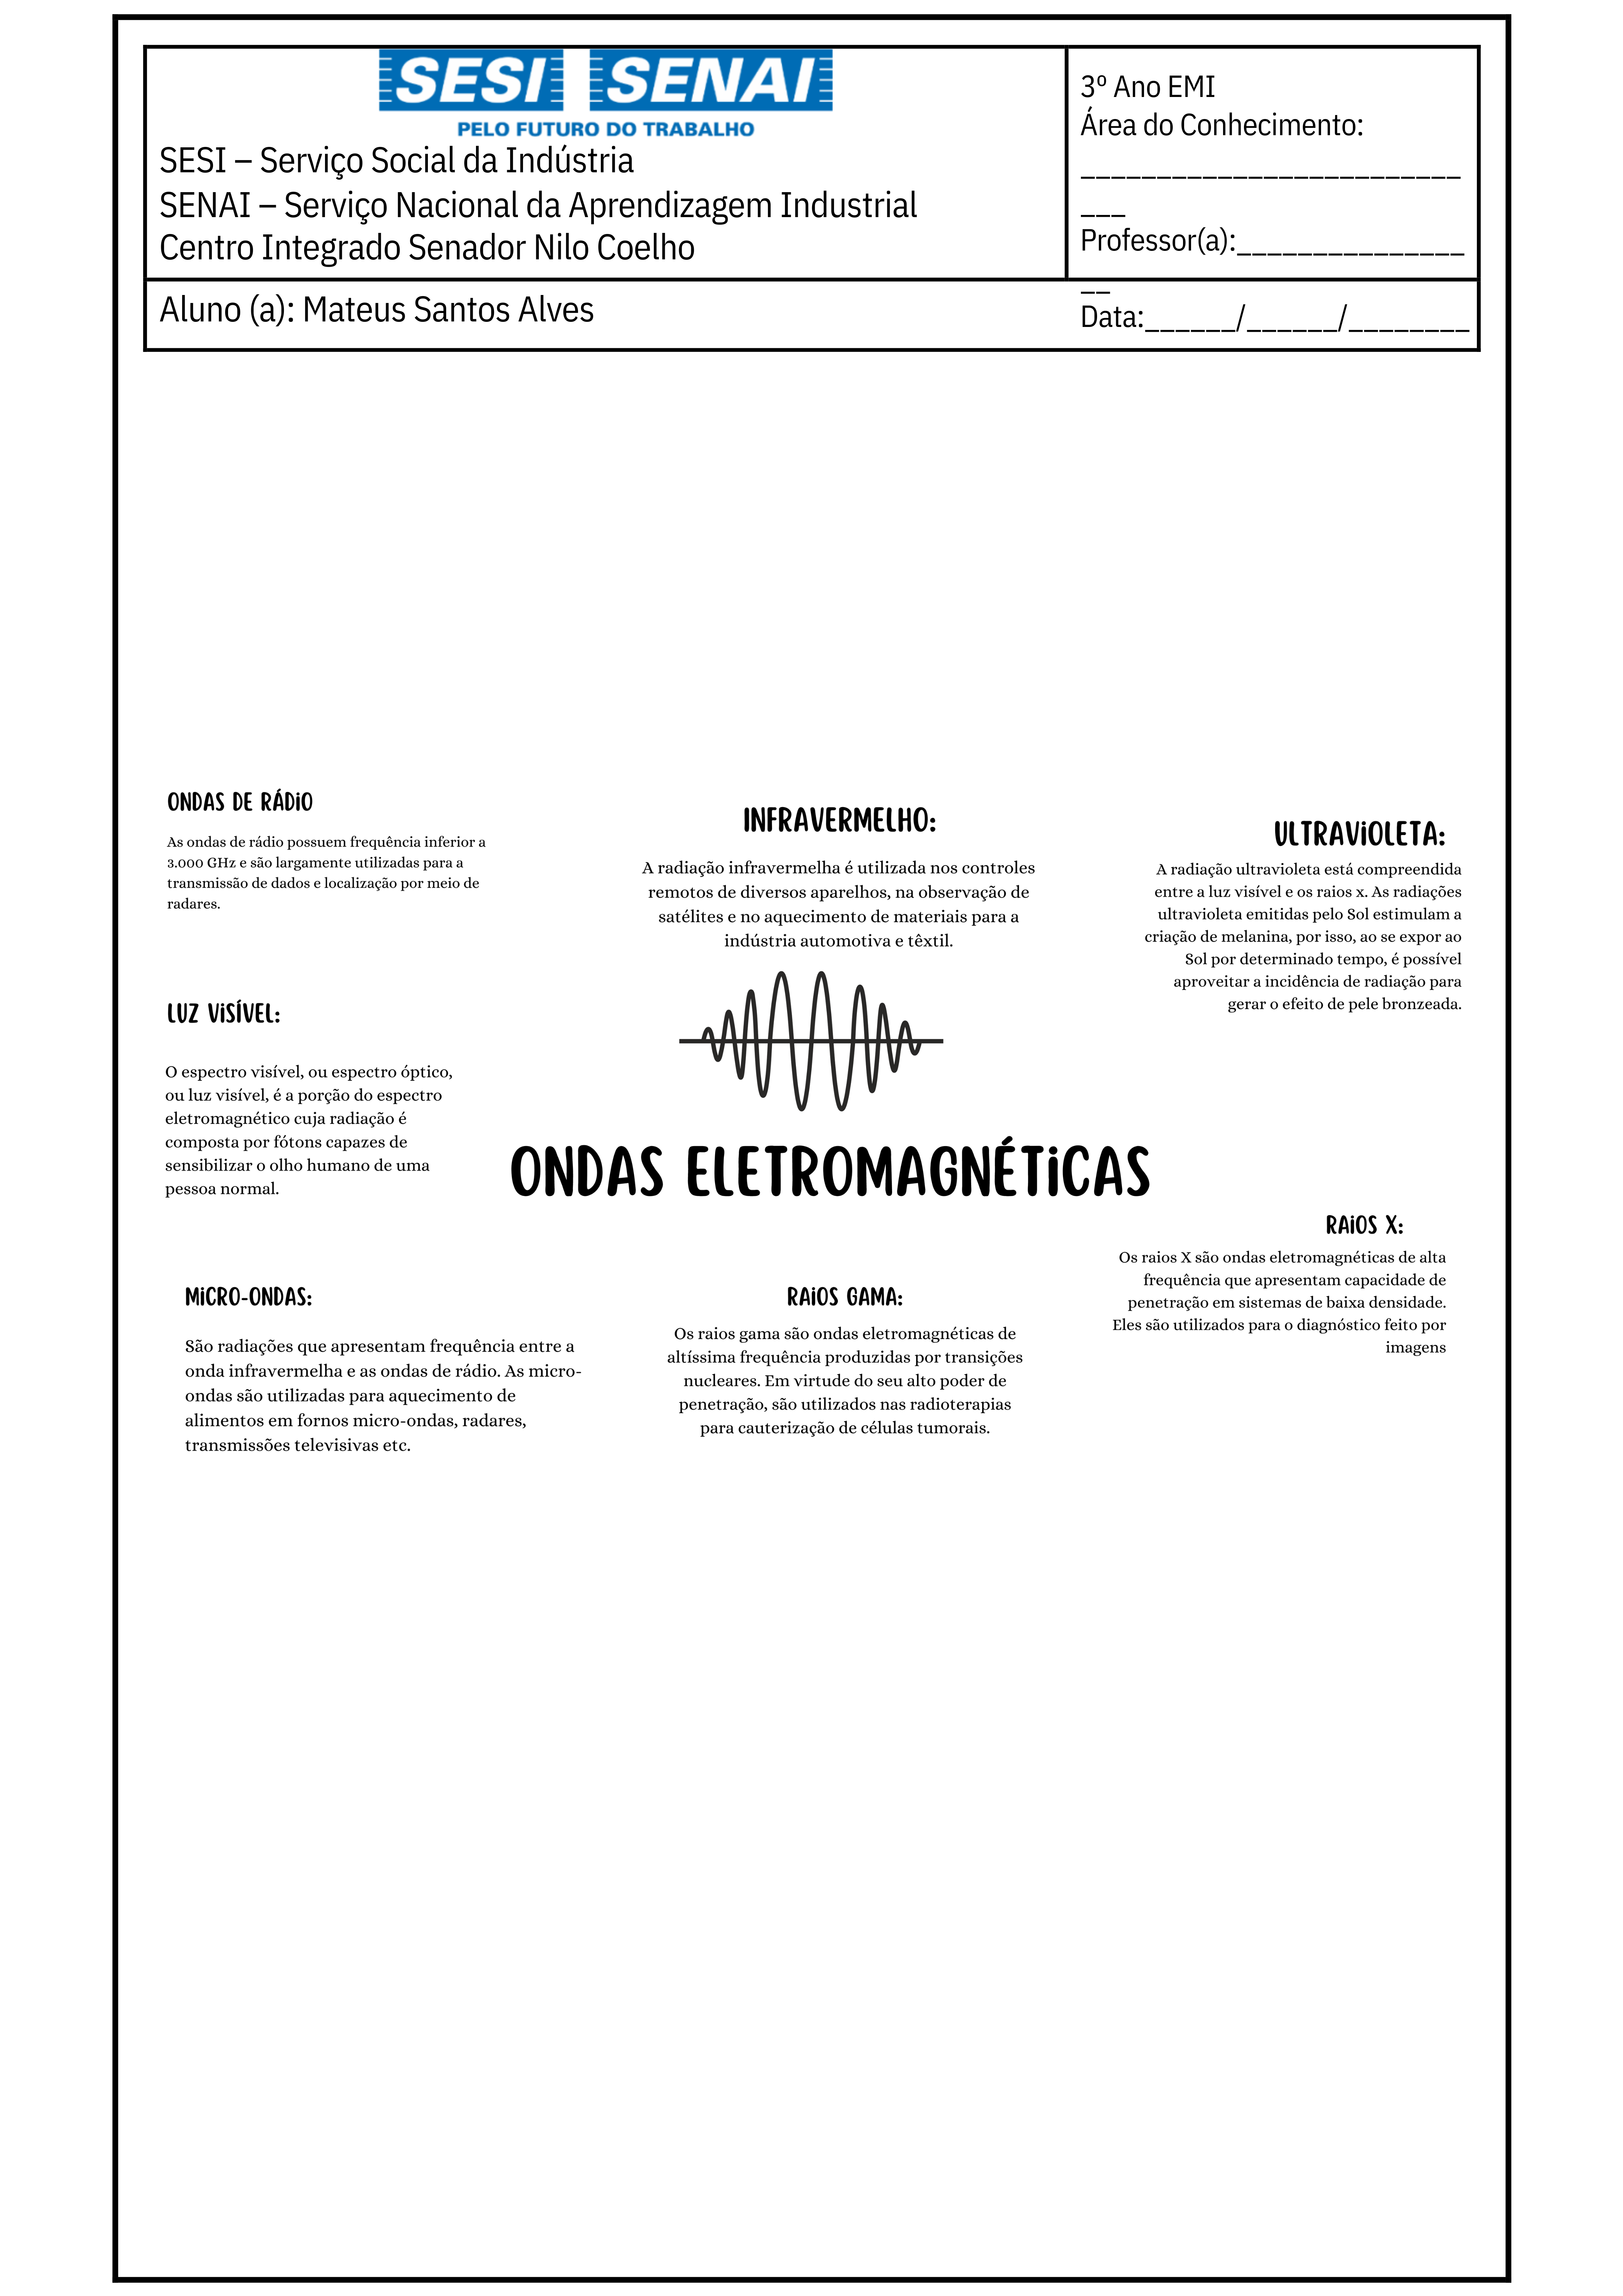 SESI SENAI
PELO FUTURO DO TRABALHO
SESI – Serviço Social da Indústria
SENAI – Serviço Nacional da Aprendizagem Industrial
Centro Integrado Senador Nilo Coelho
3º Ano EMI
Área do Conhecimento:
_________________________
___
Professor(a):_______________
__
Aluno (a): Mateus Santos Alves
Data:______/______/________
ONDAS DE RÁDIO
As ondas de rádio possuem frequência inferior a
3.000 GHz e são largamente utilizadas para a
transmissão de dados e localização por meio de
radares.
INFRAVERMELHO:
A radiação infravermelha é utilizada nos controles
remotos de diversos aparelhos, na observação de
satélites e no aquecimento de materiais para a
indústria automotiva e têxtil.
ULTRAVIOLETA:
A radiação ultravioleta está compreendida
entre a luz visível e os raios x. As radiações
ultravioleta emitidas pelo Sol estimulam a
criação de melanina, por isso, ao se expor ao
Sol por determinado tempo, é possível
aproveitar a incidência de radiação para
gerar o efeito de pele bronzeada.
LUZ VISÍVEL:
O espectro visível, ou espectro óptico,
ou luz visível, é a porção do espectro
eletromagnético cuja radiação é
composta por fótons capazes de
sensibilizar o olho humano de uma
pessoa normal.
ONDAS ELETROMAGNÉTICAS
RAIOS X:
Os raios X são ondas eletromagnéticas de alta
frequência que apresentam capacidade de
penetração em sistemas de baixa densidade.
Eles são utilizados para o diagnóstico feito por
imagens
MICRO-ONDAS:
São radiações que apresentam frequência entre a
onda infravermelha e as ondas de rádio. As micro-
ondas são utilizadas para aquecimento de
alimentos em fornos micro-ondas, radares,
transmissões televisivas etc.
RAIOS GAMA:
Os raios gama são ondas eletromagnéticas de
altíssima frequência produzidas por transições
nucleares. Em virtude do seu alto poder de
penetração, são utilizados nas radioterapias
para cauterização de células tumorais.